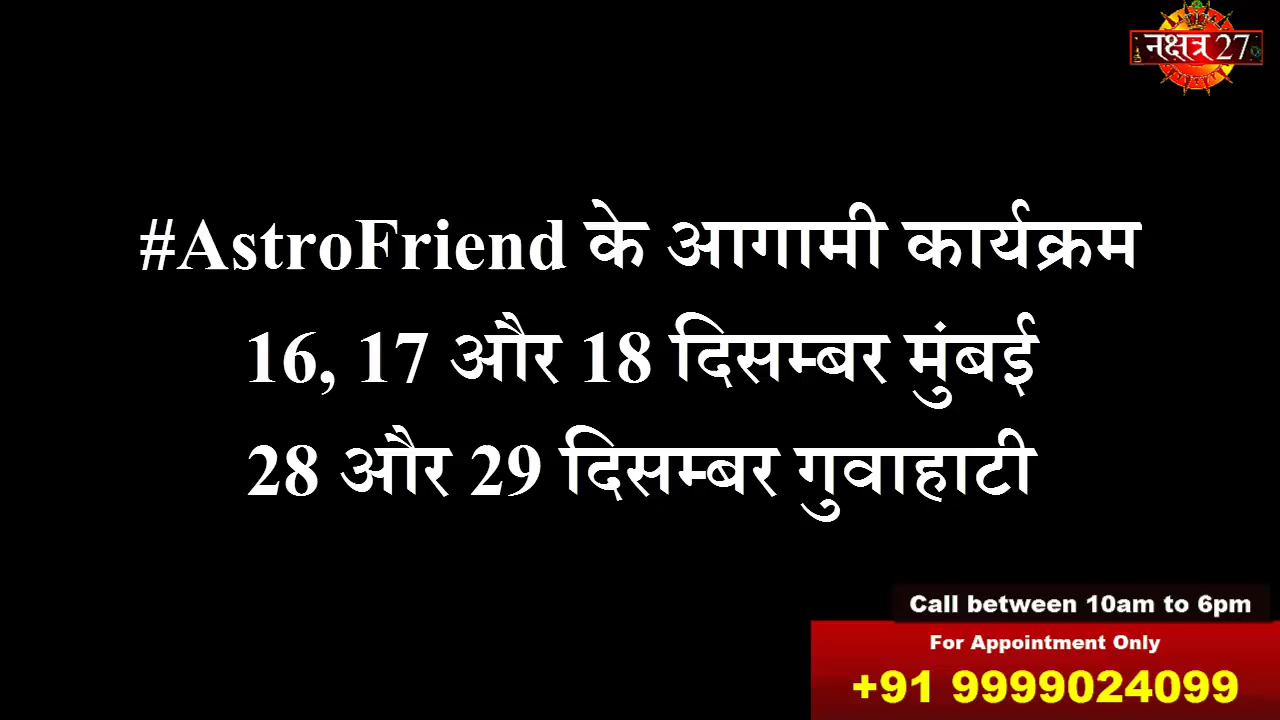 नक्षत्र 27
#AstroFriend के आगामी कार्यक्रम
16, 17 और 18 दिसम्बर मुंबई
28 और 29 दिसम्बर गुवाहाटी
Call between 10am to 6pm
For Appointment Only
+91 9999024099